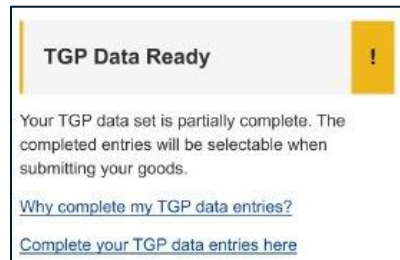 TGP Data Ready
!
Your TGP data set is partially complete. The
completed entries will be selectable when
submitting your goods.
Why complete my TGP data entries?
Complete your TGP data entries here